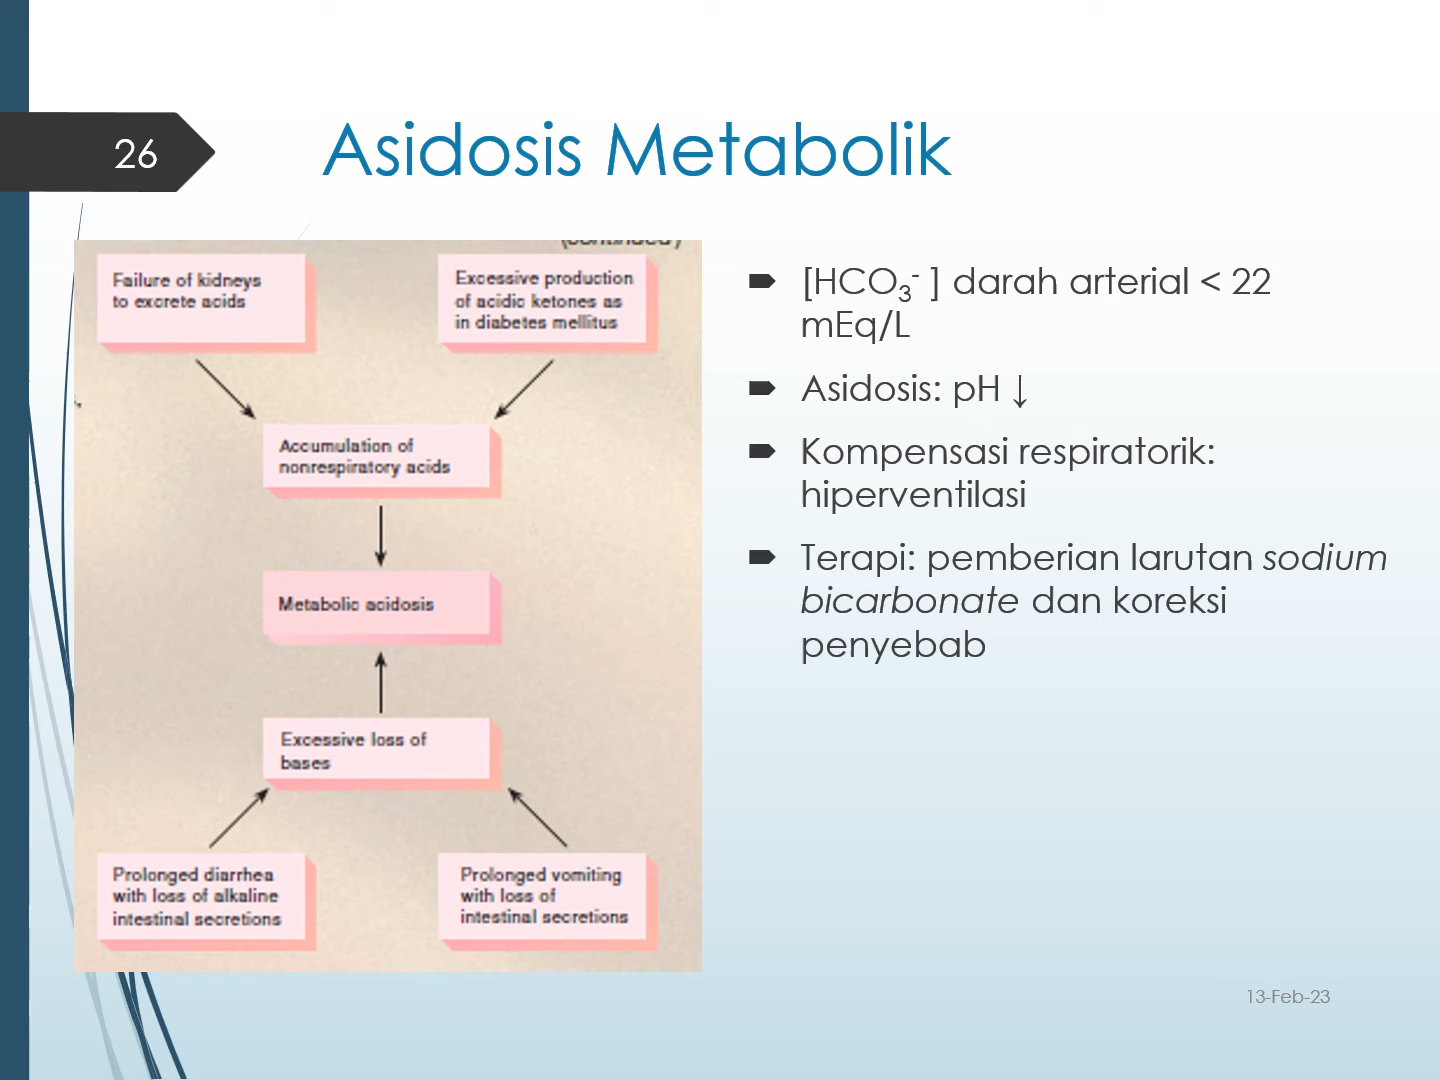 26
Asidosis Metabolik
(continued)
Failure of kidneys
to excrete acids
Excessive production
of acidic ketones as
in diabetes mellitus
Accumulation of
nonrespiratory acids
Metabolic acidosis
Excessive loss of
bases
Prolonged diarrhea
with loss of alkaline
intestinal secretions
Prolonged vomiting
with loss of
intestinal secretions
[HCO₃⁻ ] darah arterial < 22
mEq/L
Asidosis: pH ↓
Kompensasi respiratorik:
hiperventilasi
Terapi: pemberian larutan sodium
bicarbonate dan koreksi
penyebab
13-Feb-23